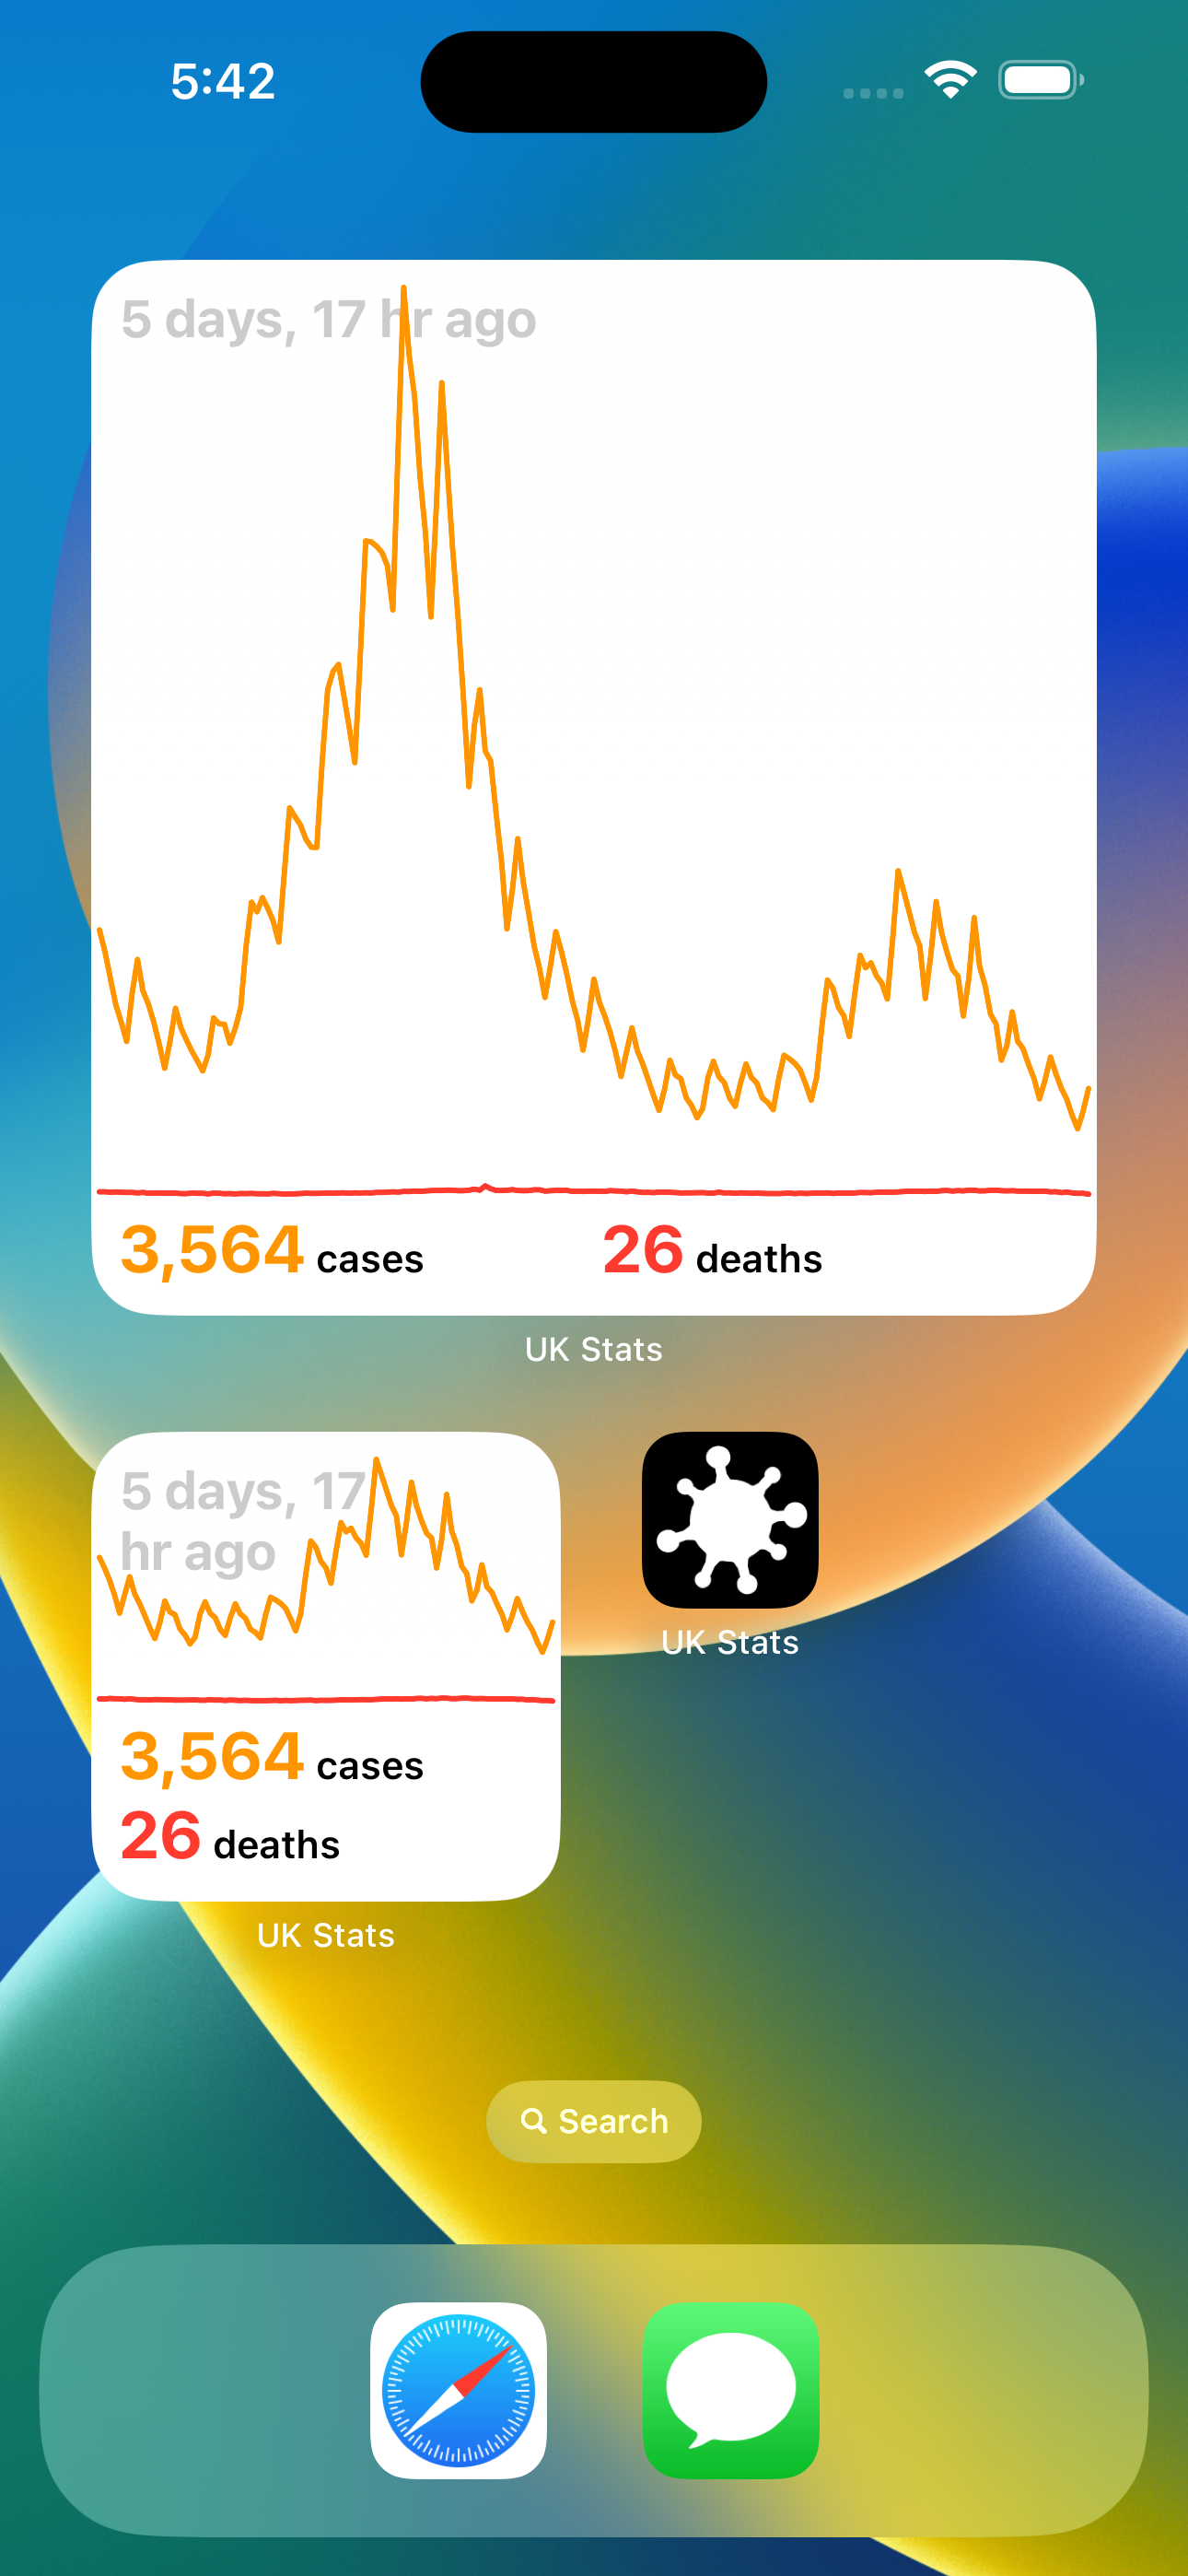 5:42
5 days, 17 hr ago
3,564 cases 26 deaths
UK Stats
5 days, 17
hr ago
3,564 cases
26 deaths
UK Stats
UK Stats
Search